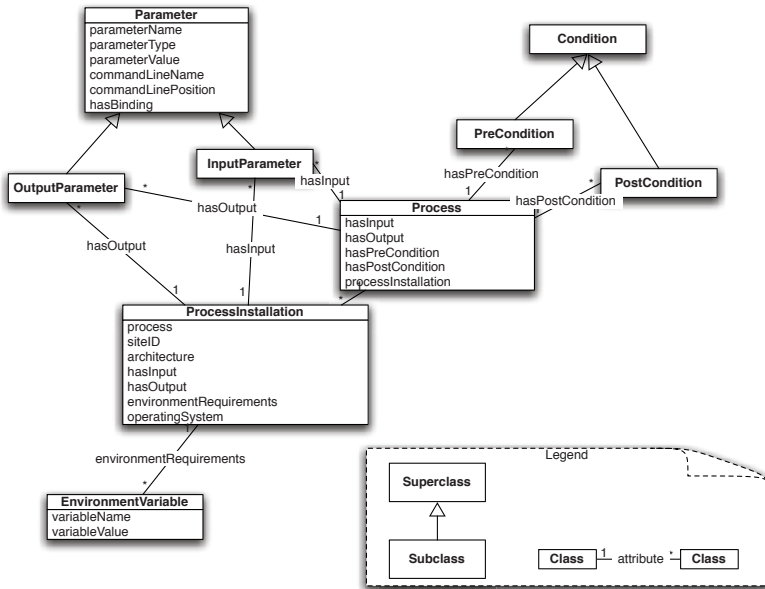 Parameter
parameterName
parameterType
parameterValue
commandLineName
commandLinePosition
hasBinding
Condition
PreCondition
InputParameter
OutputParameter
PostCondition
*
*
*
*
*
*
hasInput
hasPreCondition
1
1
hasPostCondition
*
hasOutput
1
Process
hasInput
hasOutput
hasPreCondition
hasPostCondition
processInstallation
hasOutput
hasInput
1
1
*
1
ProcessInstallation
process
siteID
architecture
hasInput
hasOutput
environmentRequirements
operatingSystem
1
environmentRequirements
*
EnvironmentVariable
variableName
variableValue
Legend
Superclass
Subclass
Class
1
attribute
*
Class